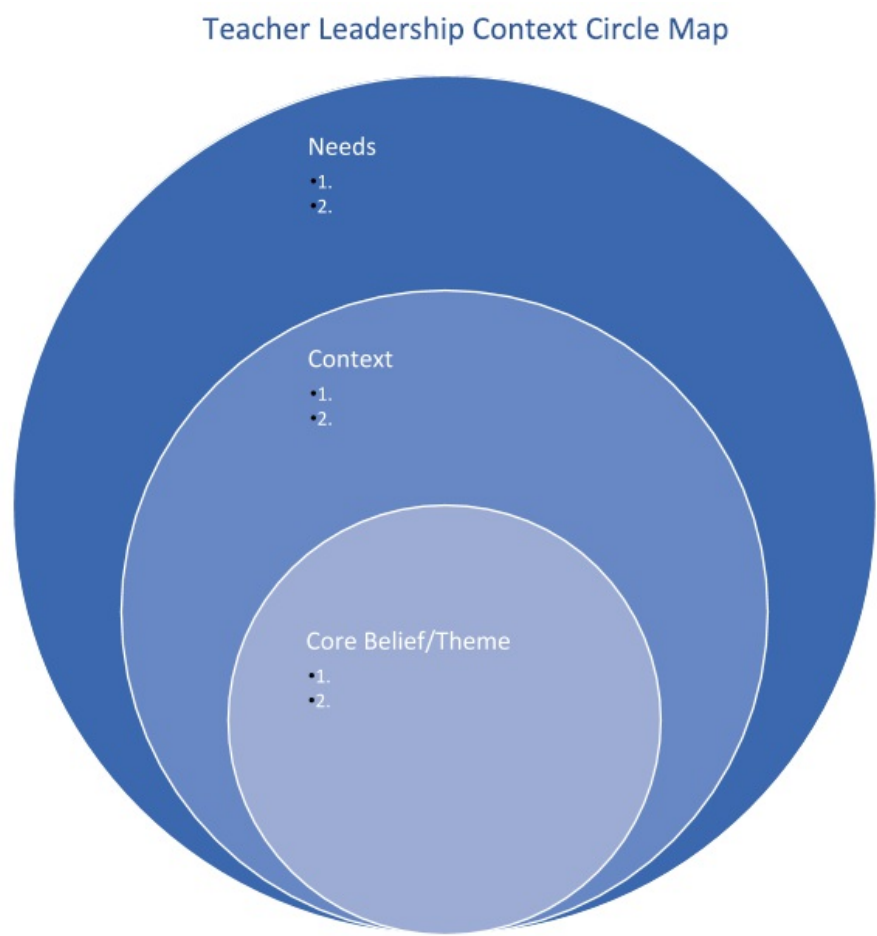 Teacher Leadership Context Circle Map
Needs
•1.
•2.
Context
•1.
•2.
Core Belief/Theme
•1.
•2.